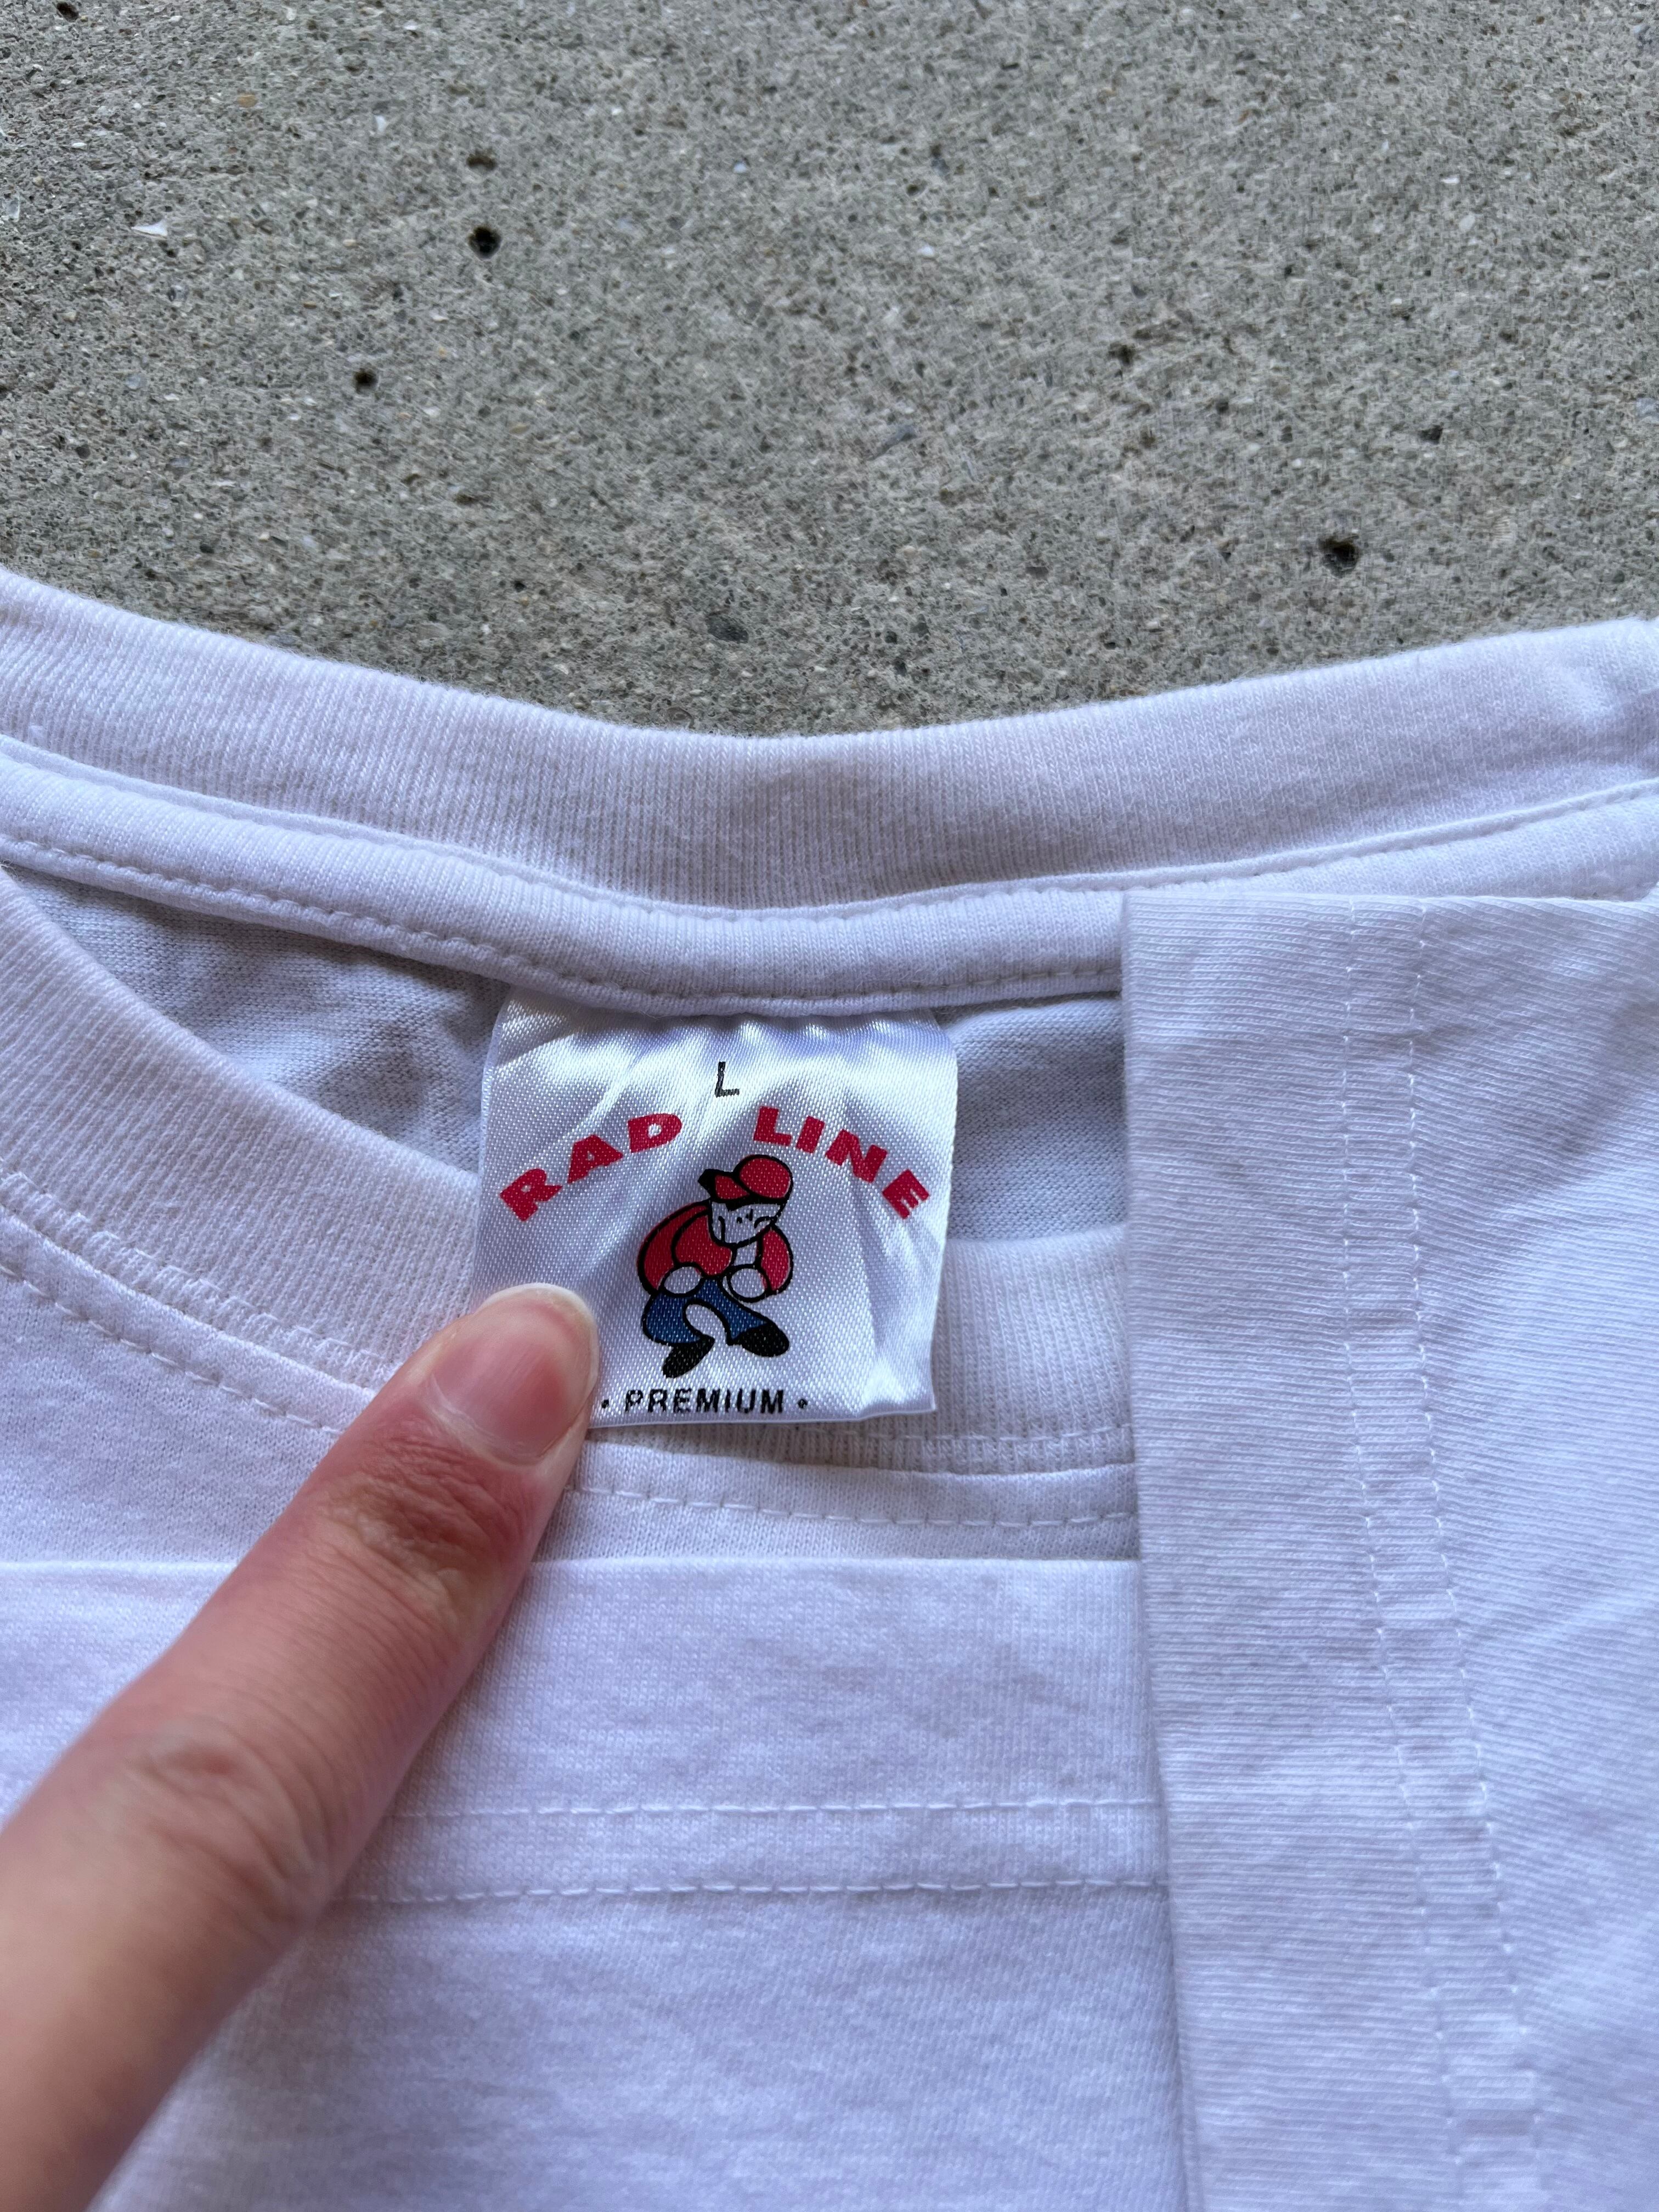 L
RAD LINE
• PREMIUM •